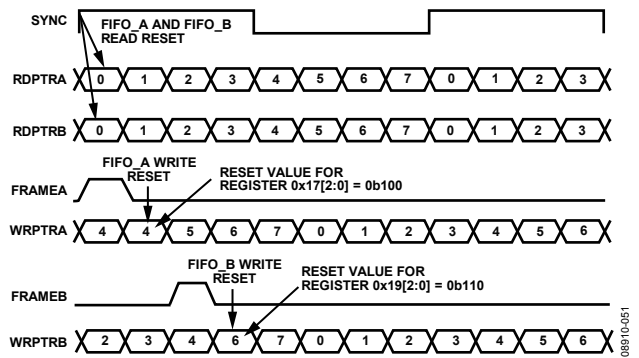 SYNC
FIFO_A AND FIFO_B
READ RESET
RDPTRA 0 1 2 3 4 5 6 7 0 1 2 3
RDPTRB 0 1 2 3 4 5 6 7 0 1 2 3
FIFO_A WRITE
RESET
RESET VALUE FOR
REGISTER 0x17[2:0] = 0b100
FRAMEA
WRPTRA 4 4 5 6 7 0 1 2 3 4 5 6
FIFO_B WRITE
RESET
RESET VALUE FOR
REGISTER 0x19[2:0] = 0b110
FRAMEB
WRPTRB 2 3 4 6 7 0 1 2 3 4 5 6
08910-051